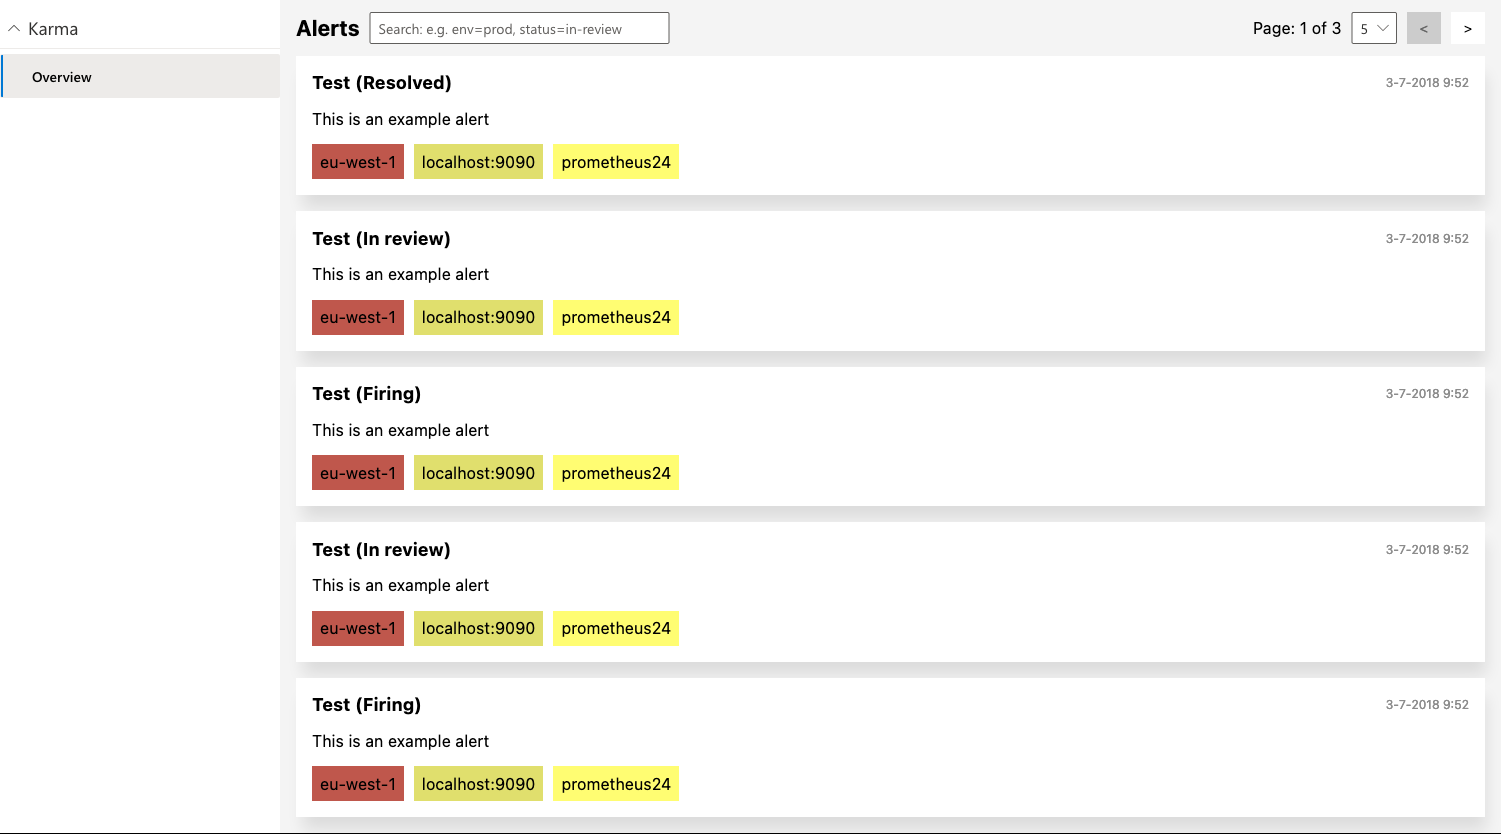 Karma
Overview
Alerts Search: e.g. env=prod, status=in-review Page: 1 of 3 5 < >
Test (Resolved) 3-7-2018 9:52
This is an example alert
eu-west-1 localhost:9090 prometheus24
Test (In review) 3-7-2018 9:52
This is an example alert
eu-west-1 localhost:9090 prometheus24
Test (Firing) 3-7-2018 9:52
This is an example alert
eu-west-1 localhost:9090 prometheus24
Test (In review) 3-7-2018 9:52
This is an example alert
eu-west-1 localhost:9090 prometheus24
Test (Firing) 3-7-2018 9:52
This is an example alert
eu-west-1 localhost:9090 prometheus24